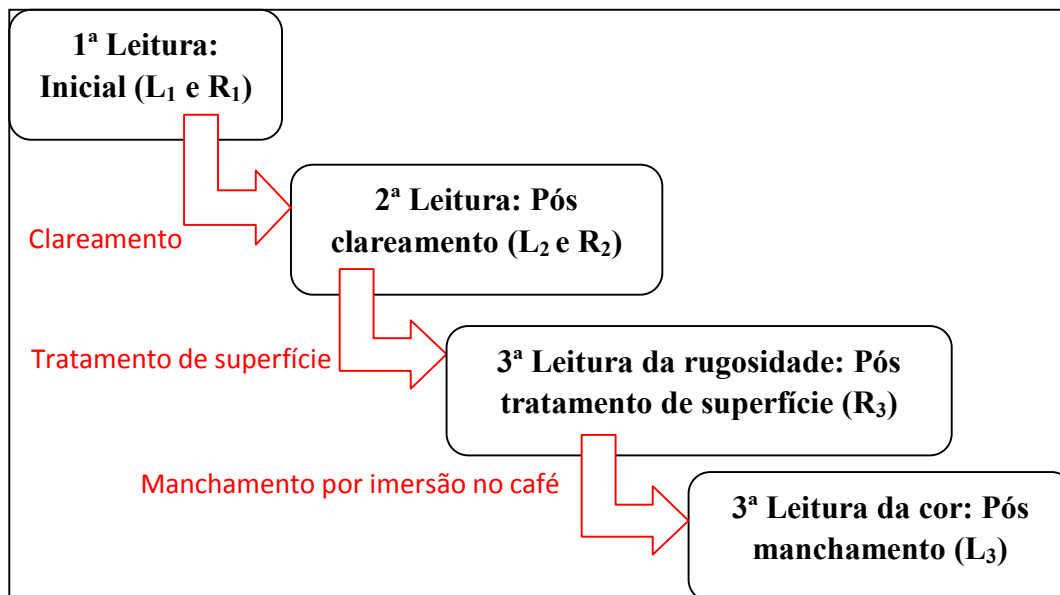 1ª Leitura:
Inicial (L₁ e R₁)
Clareamento
2ª Leitura: Pós
clareamento (L₂ e R₂)
Tratamento de superfície
3ª Leitura da rugosidade: Pós
tratamento de superfície (R₃)
Manchamento por imersão no café
3ª Leitura da cor: Pós
manchamento (L₃)